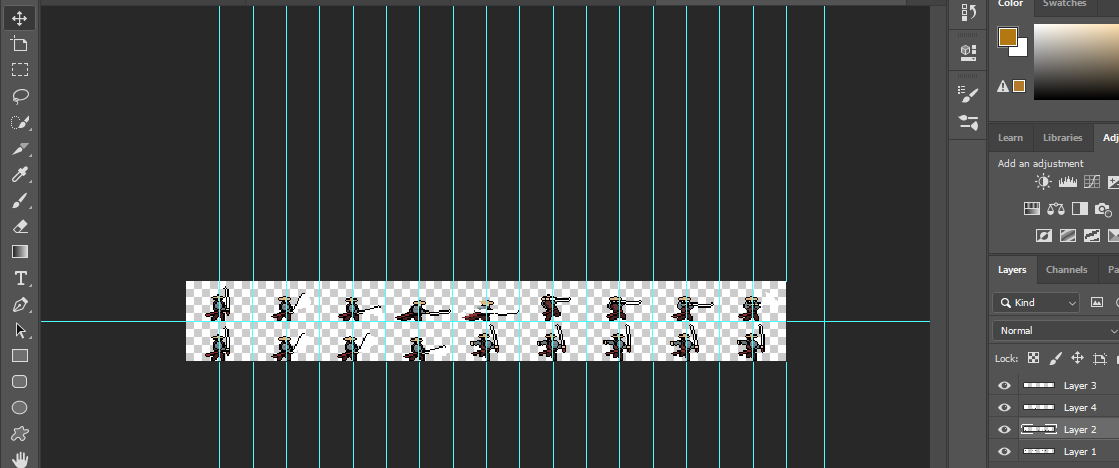 Color Swatches
Learn Libraries Adj
Add an adjustment
Layers Channels Pa
Kind
Normal
Lock:
Layer 3
Layer 4
Layer 2
Layer 1